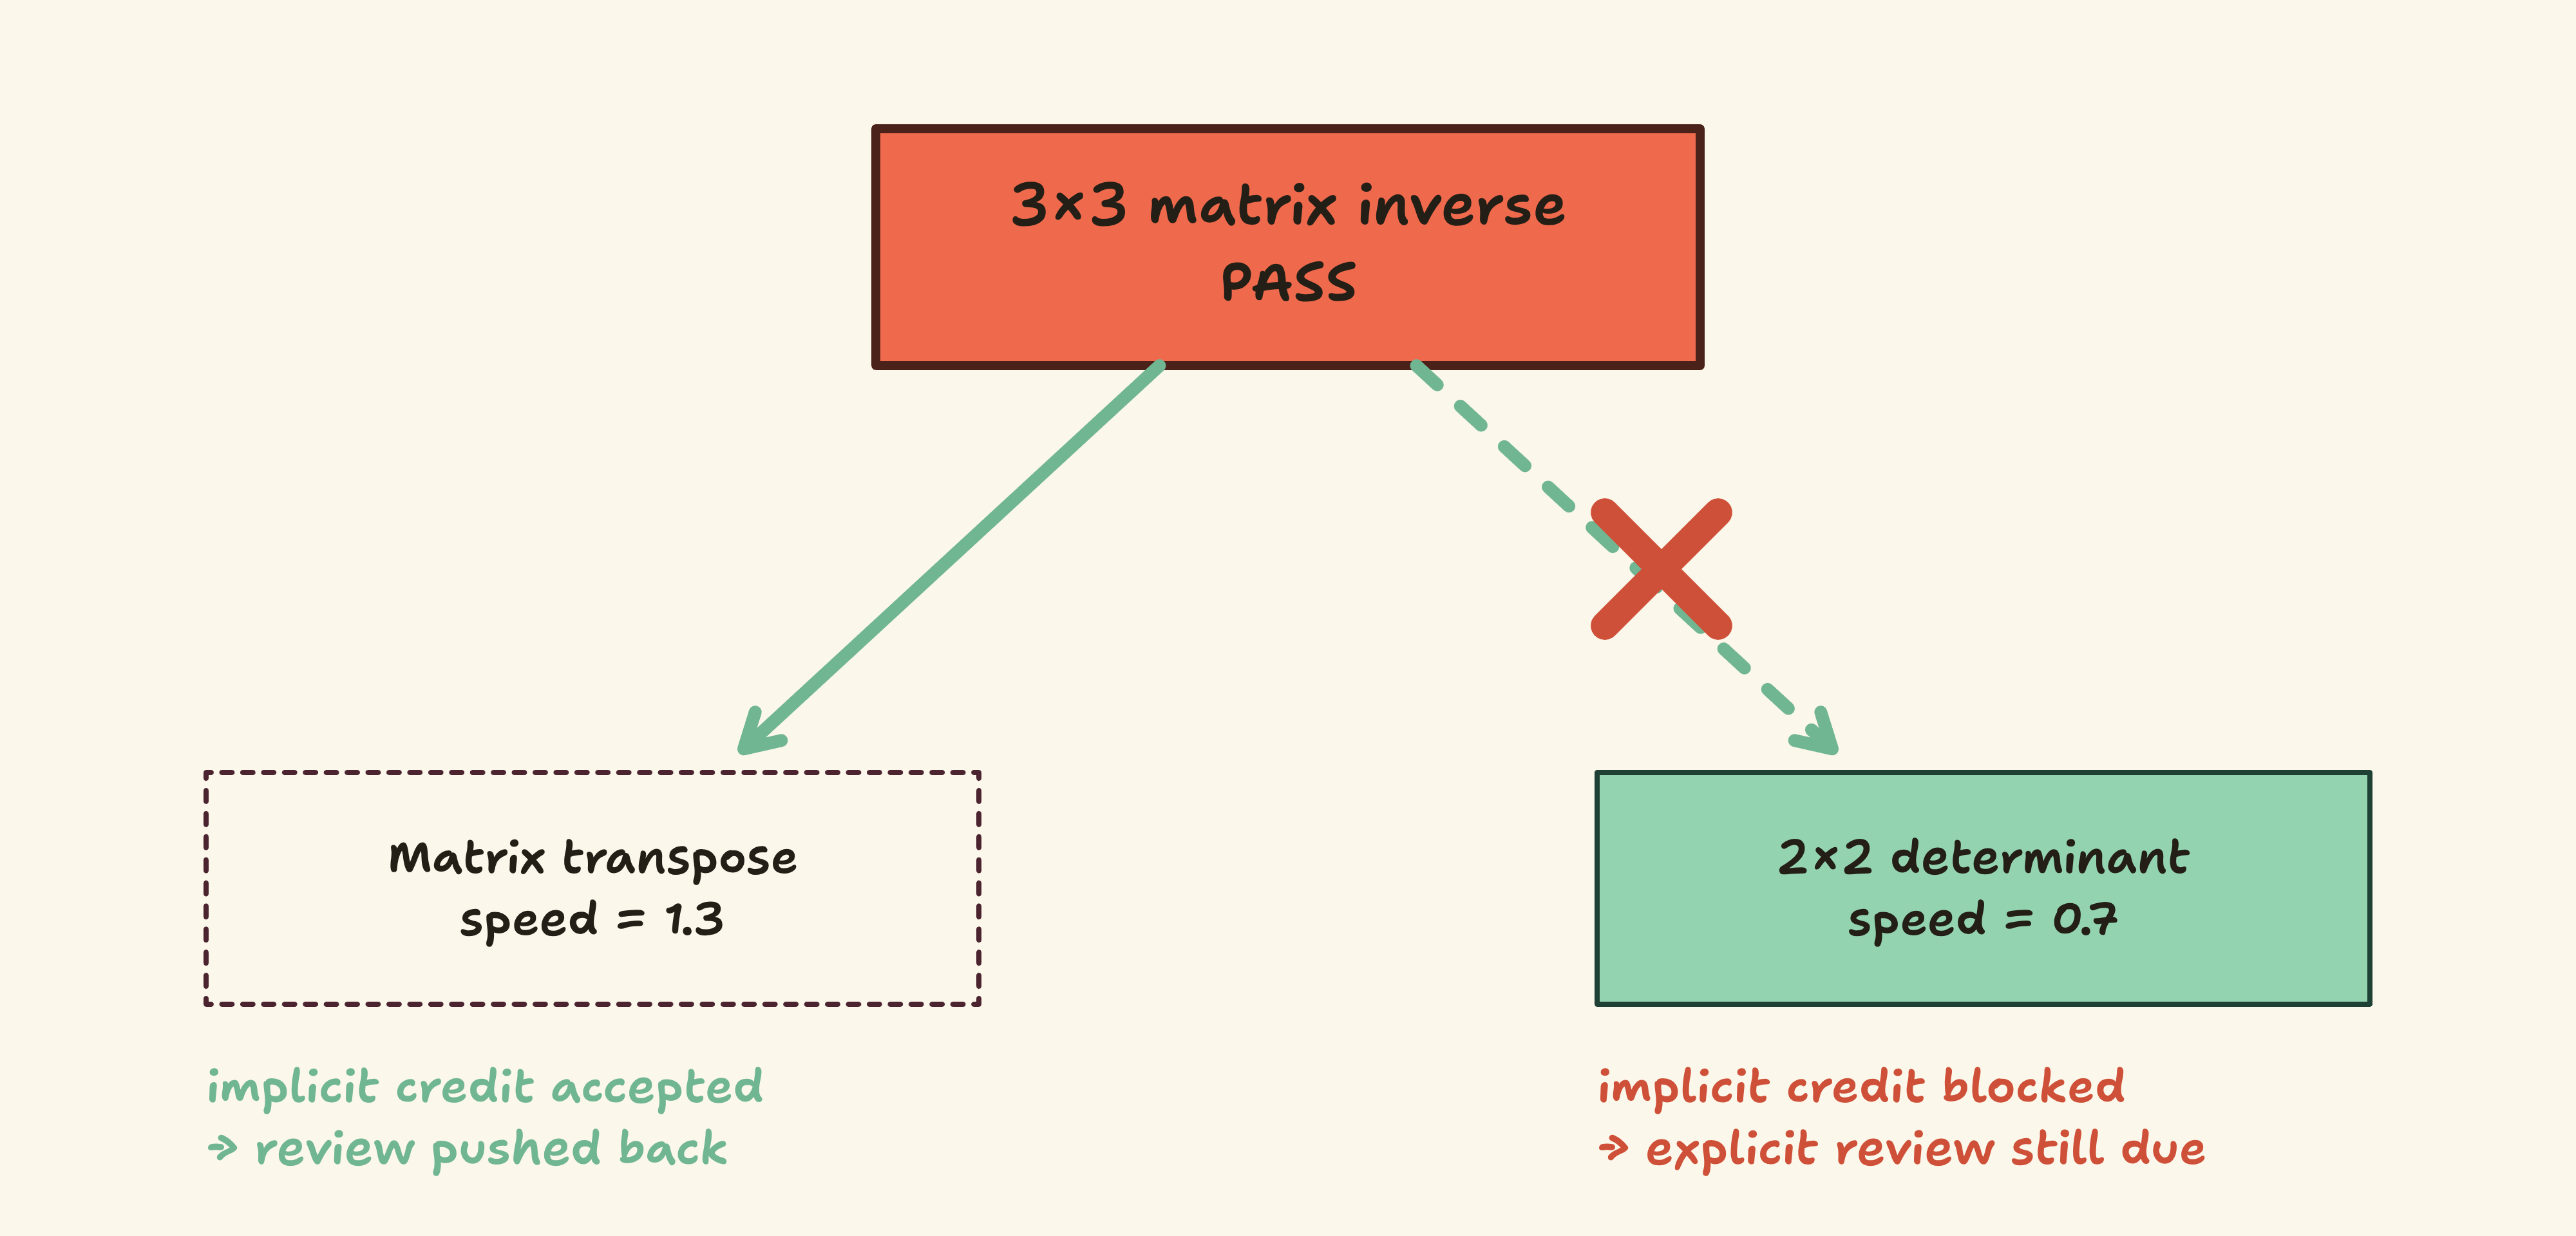 3×3 matrix inverse
PASS
Matrix transpose
speed = 1.3
2×2 determinant
speed = 0.7
implicit credit accepted
→ review pushed back
implicit credit blocked
→ explicit review still due